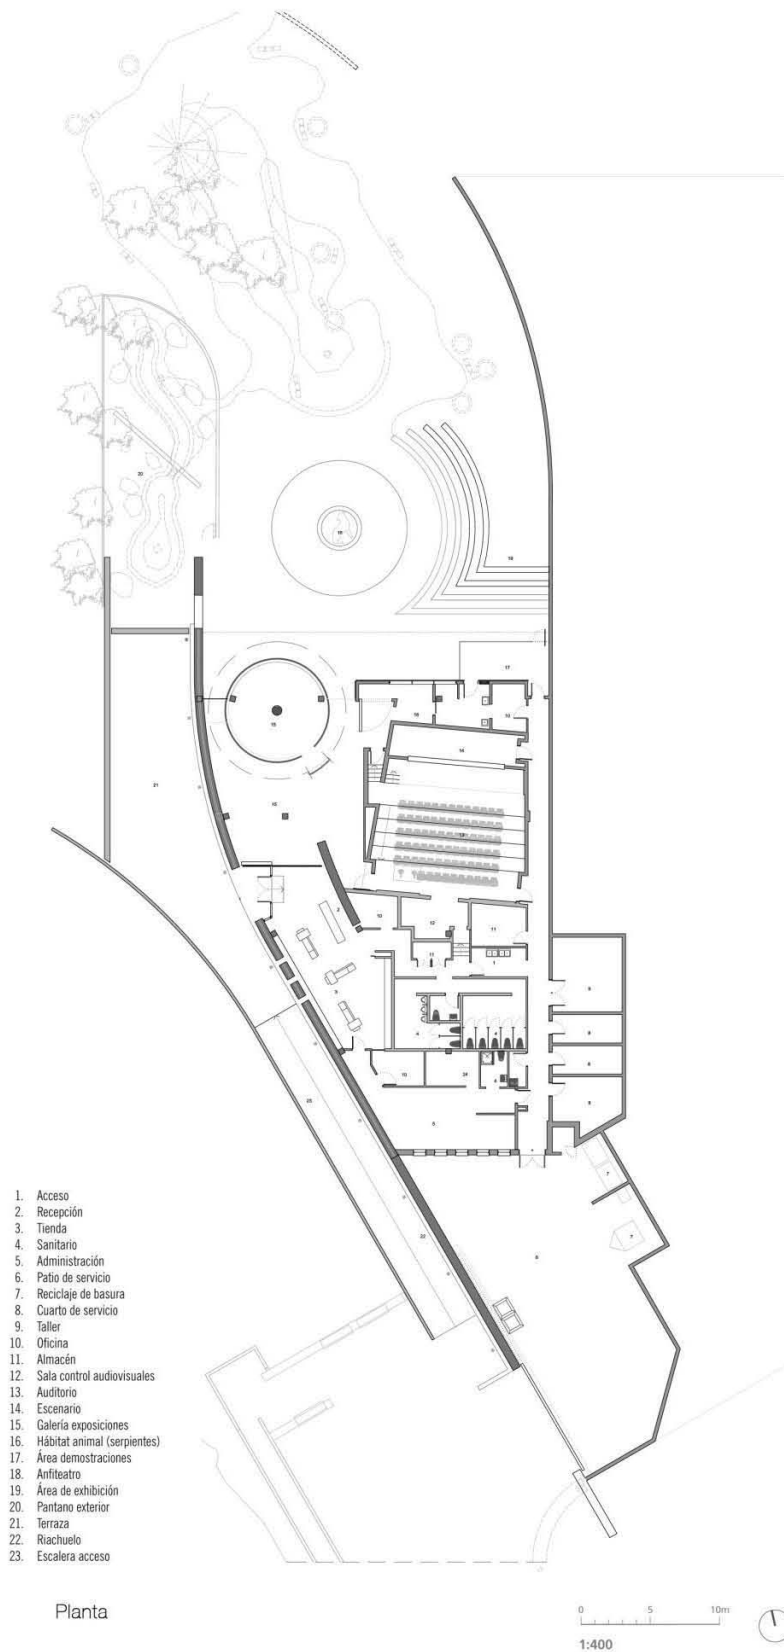 1. Acceso
2. Recepción
3. Tienda
4. Sanitario
5. Administración
6. Patio de servicio
7. Reciclaje de basura
8. Cuarto de servicio
9. Taller
10. Oficina
11. Almacén
12. Sala control audiovisuales
13. Auditorio
14. Escenario
15. Galería exposiciones
16. Hábitat animal (serpientes)
17. Área demostraciones
18. Anfiteatro
19. Área de exhibición
20. Pantano exterior
21. Terraza
22. Riachuelo
23. Escalera acceso
Planta
0 5 10m
1:400